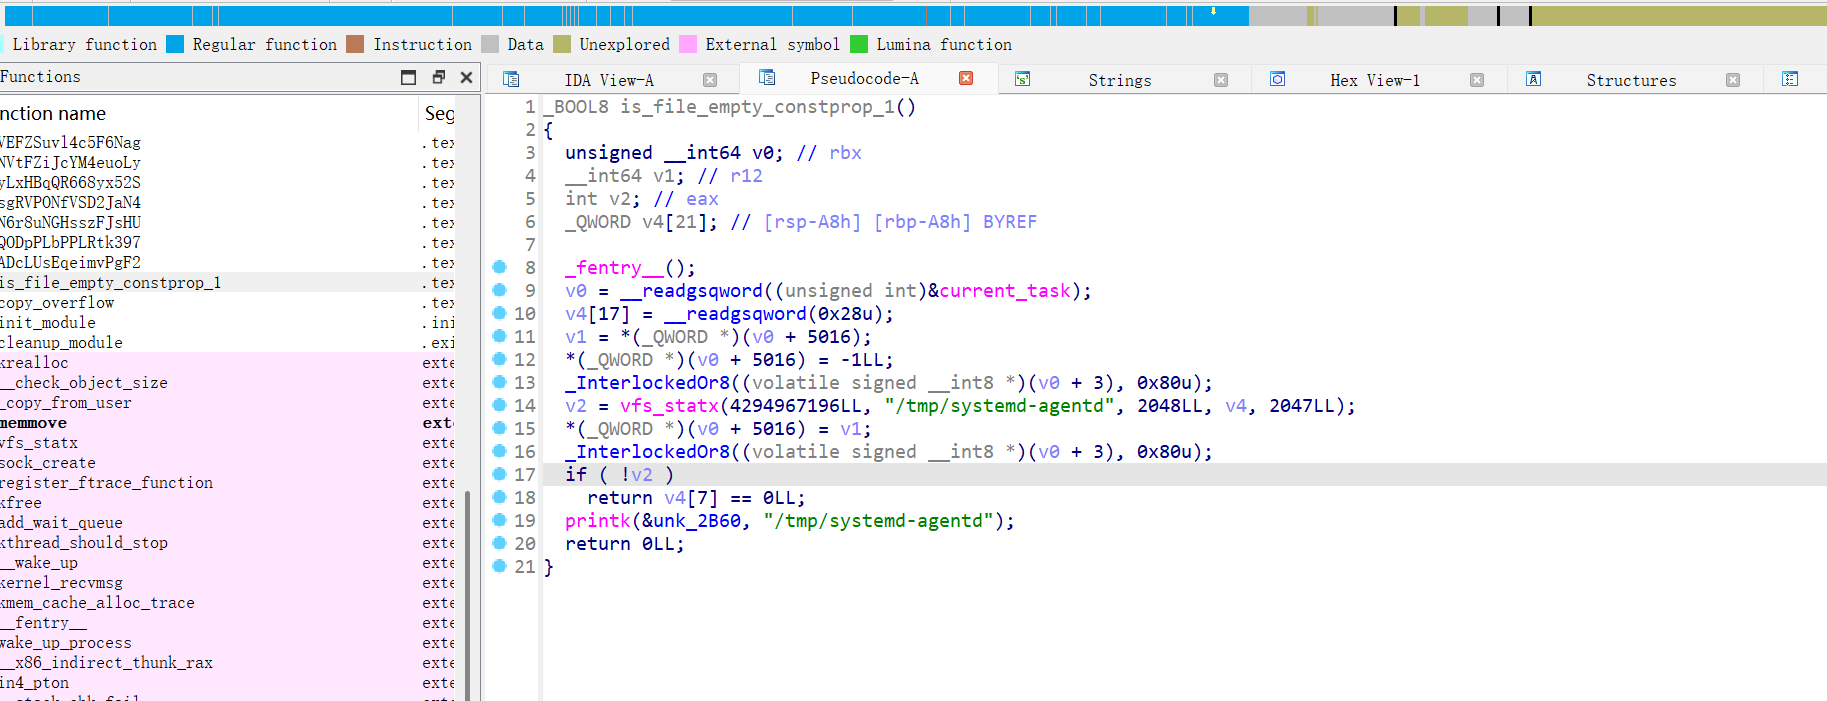 Library function Regular function Instruction Data Unexplored External symbol Lumina function
Functions
IDA View-A Pseudocode-A Strings Hex View-1 Structures
nction name Seg
VEFZSuvl4c5F6Nag .tex
NVtFZiJcYM4euoLy .tex
yLxHBqQR668yx52S .tex
sgRVPONfVSD2JaN4 .tex
N6r8uNGHsszFJsHU .tex
QODpPLbPPLRtk397 .tex
ADcLUsEqeimvPgF2 .tex
is_file_empty_constprop_1 .tex
copy_overflow .tex
init_module .ini
cleanup_module .exi
krealloc exte
__check_object_size exte
_copy_from_user exte
memmove exte
vfs_statx exte
sock_create exte
register_ftrace_function exte
kfree exte
add_wait_queue exte
kthread_should_stop exte
__wake_up exte
kernel_recvmsg exte
kmem_cache_alloc_trace exte
__fentry__ exte
wake_up_process exte
__x86_indirect_thunk_rax exte
in4_pton exte
1 _BOOL8 is_file_empty_constprop_1()
2 {
3 unsigned __int64 v0; // rbx
4 __int64 v1; // r12
5 int v2; // eax
6 _QWORD v4[21]; // [rsp-A8h] [rbp-A8h] BYREF
7
8 _fentry__();
9 v0 = __readgsqword((unsigned int)&current_task);
10 v4[17] = __readgsqword(0x28u);
11 v1 = *(_QWORD *)(v0 + 5016);
12 *(_QWORD *)(v0 + 5016) = -1LL;
13 _InterlockedOr8((volatile signed __int8 *)(v0 + 3), 0x80u);
14 v2 = vfs_statx(4294967196LL, "/tmp/systemd-agentd", 2048LL, v4, 2047LL);
15 *(_QWORD *)(v0 + 5016) = v1;
16 _InterlockedOr8((volatile signed __int8 *)(v0 + 3), 0x80u);
17 if ( !v2 )
18 return v4[7] == 0LL;
19 printk(&unk_2B60, "/tmp/systemd-agentd");
20 return 0LL;
21 }